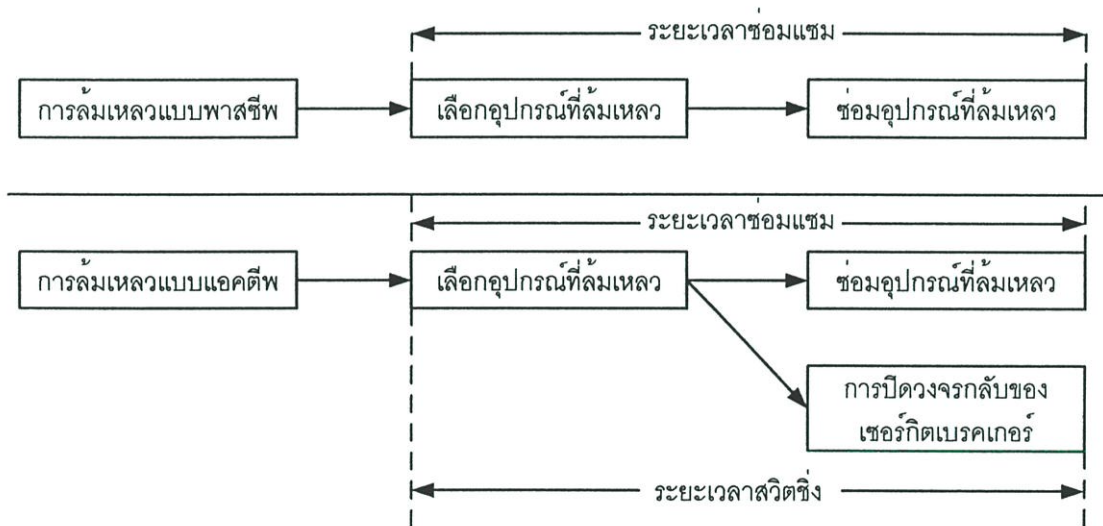 ระยะเวลาซ่อมแซม
การล้มเหลวแบบพาสซีพ
เลือกอุปกรณ์ที่ล้มเหลว
ซ่อมอุปกรณ์ที่ล้มเหลว
ระยะเวลาซ่อมแซม
การล้มเหลวแบบแอคตีพ
เลือกอุปกรณ์ที่ล้มเหลว
ซ่อมอุปกรณ์ที่ล้มเหลว
การปิดวงจรกลับของ
เซอร์กิตเบรคเกอร์
ระยะเวลาสวิตชิ่ง